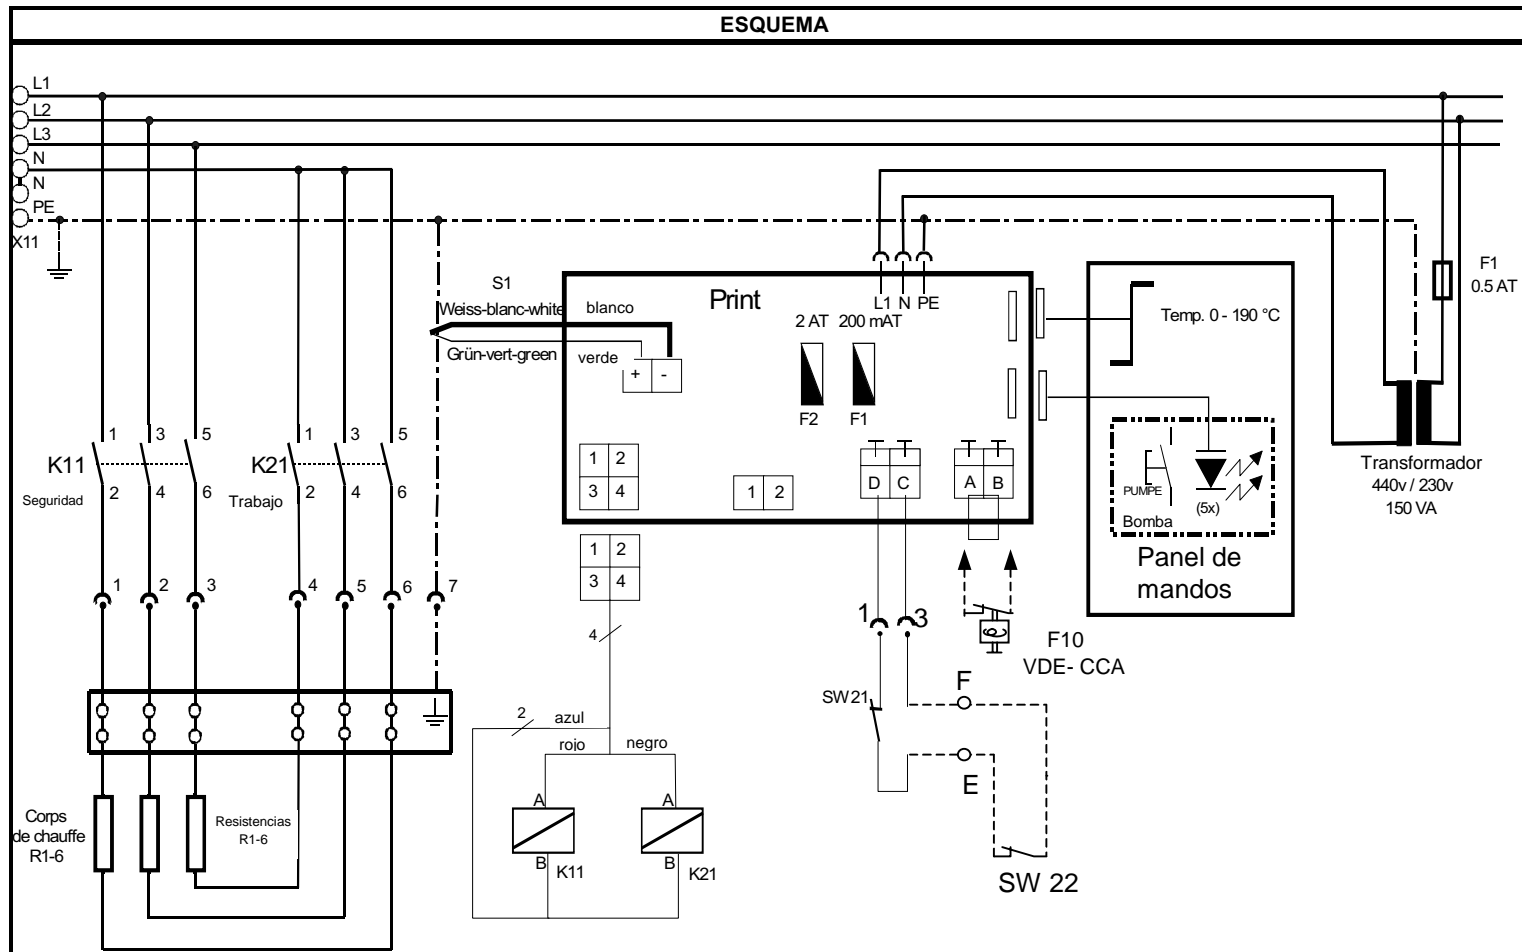 ESQUEMA
L1
L2
L3
N
N
PE
X11
S1
Weiss-blanc-white
blanco
Grün-vert-green
verde
+ -
Print
L1 N PE
2 AT 200 mAT
F2 F1
Temp. 0 - 190 °C
F1
0.5 AT
1 3 5
K11
Seguridad
2 4 6
1 3 5
K21
Trabajo
2 4 6
1 2
3 4
1 2
D C
A B
PUMPE
(5x)
Bomba
Panel de
mandos
Transformador
440v / 230v
150 VA
1 2
3 4
1 2 3 4 5 6 7
4
1 3
F10
VDE- CCA
SW21
F
E
SW 22
2
azul
rojo
negro
A
B
K11
A
B
K21
Corps
de chauffe
R1-6
Resistencias
R1-6